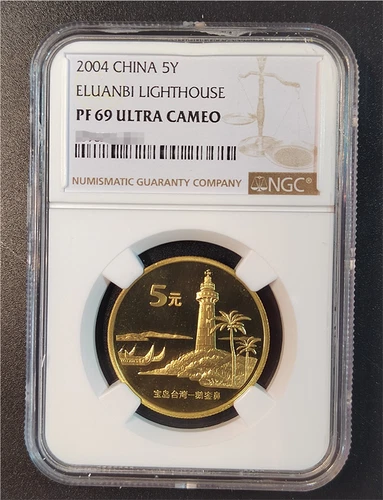 2004 CHINA 5Y
ELUANBI LIGHTHOUSE
PF 69 ULTRA CAMEO
NUMISMATIC GUARANTY COMPANY
NGC®
5元
宝岛台湾—鹅銮鼻